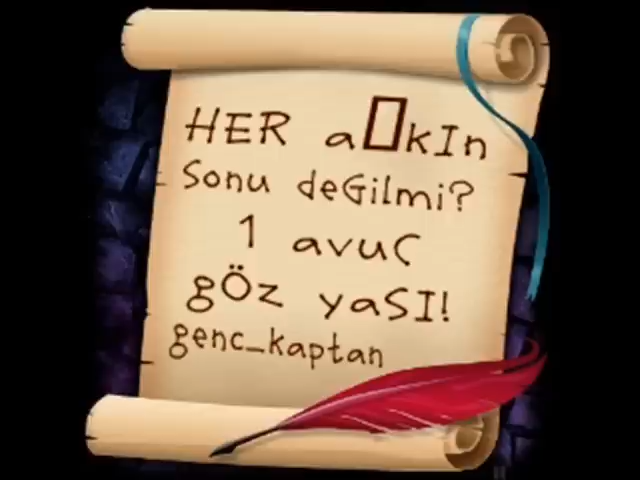 HER a▯kIn
Sonu deGilmi?
1 avuÇ
gÖz yaSI!
genc_kaptan